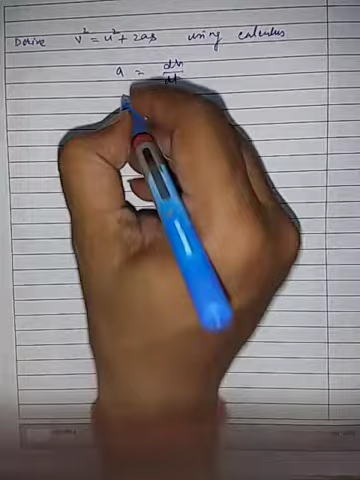 Derive v² = u² + 2as using calculus
a = dv/dt